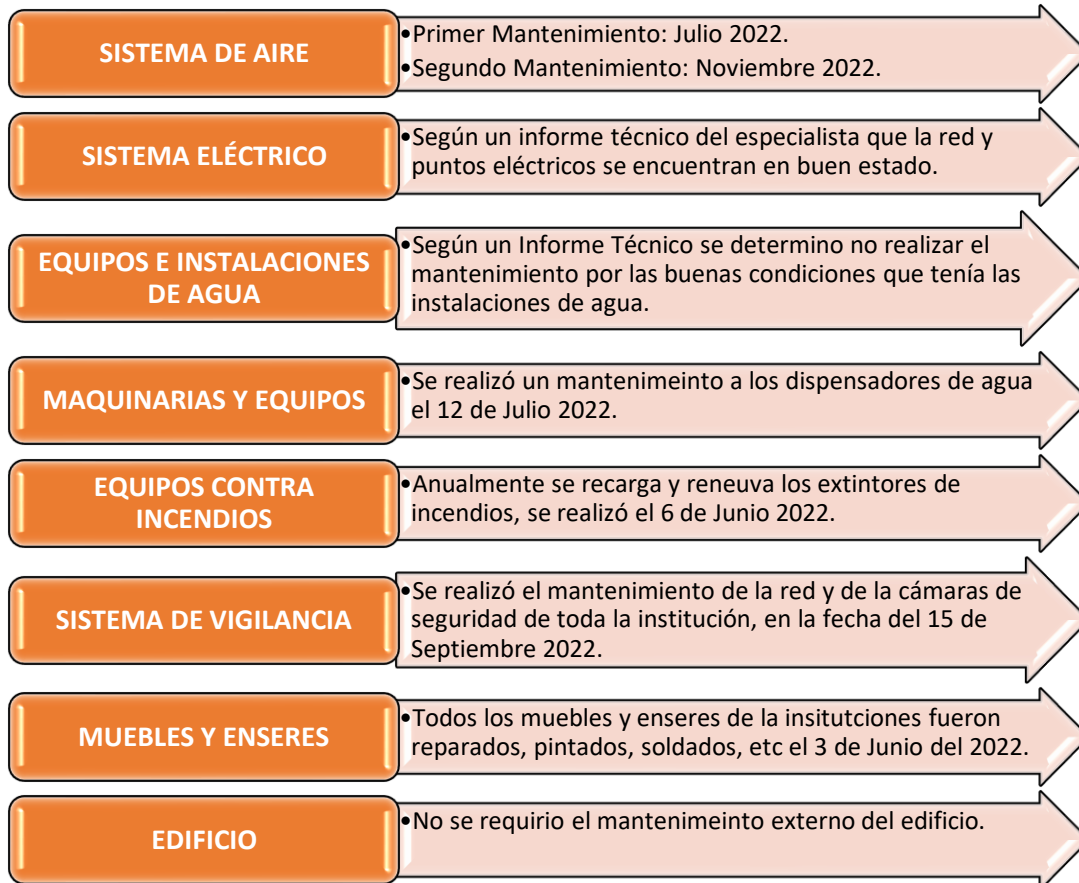 SISTEMA DE AIRE
•Primer Mantenimiento: Julio 2022.
•Segundo Mantenimiento: Noviembre 2022.
SISTEMA ELÉCTRICO
•Según un informe técnico del especialista que la red y
puntos eléctricos se encuentran en buen estado.
EQUIPOS E INSTALACIONES
DE AGUA
•Según un Informe Técnico se determino no realizar el
mantenimiento por las buenas condiciones que tenía las
instalaciones de agua.
MAQUINARIAS Y EQUIPOS
•Se realizó un mantenimeinto a los dispensadores de agua
el 12 de Julio 2022.
EQUIPOS CONTRA
INCENDIOS
•Anualmente se recarga y reneuva los extintores de
incendios, se realizó el 6 de Junio 2022.
SISTEMA DE VIGILANCIA
•Se realizó el mantenimiento de la red y de la cámaras de
seguridad de toda la institución, en la fecha del 15 de
Septiembre 2022.
MUEBLES Y ENSERES
•Todos los muebles y enseres de la insitutciones fueron
reparados, pintados, soldados, etc el 3 de Junio del 2022.
EDIFICIO
•No se requirio el mantenimeinto externo del edificio.